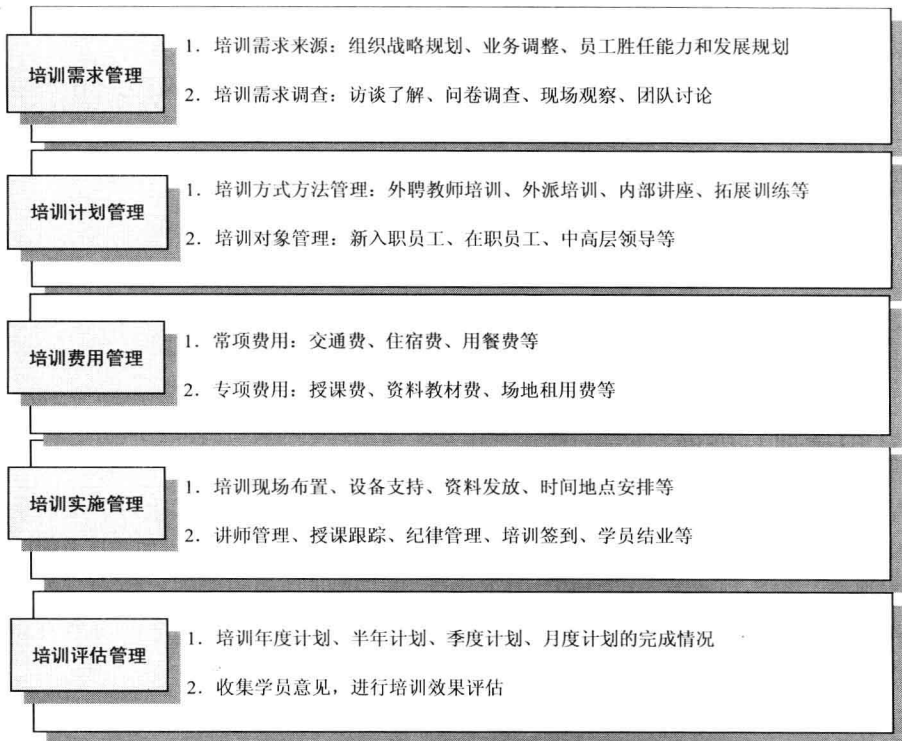 培训需求管理
1. 培训需求来源：组织战略规划、业务调整、员工胜任能力和发展规划
2. 培训需求调查：访谈了解、问卷调查、现场观察、团队讨论
培训计划管理
1. 培训方式方法管理：外聘教师培训、外派培训、内部讲座、拓展训练等
2. 培训对象管理：新入职员工、在职员工、中高层领导等
培训费用管理
1. 常项费用：交通费、住宿费、用餐费等
2. 专项费用：授课费、资料教材费、场地租用费等
培训实施管理
1. 培训现场布置、设备支持、资料发放、时间地点安排等
2. 讲师管理、授课跟踪、纪律管理、培训签到、学员结业等
培训评估管理
1. 培训年度计划、半年计划、季度计划、月度计划的完成情况
2. 收集学员意见，进行培训效果评估